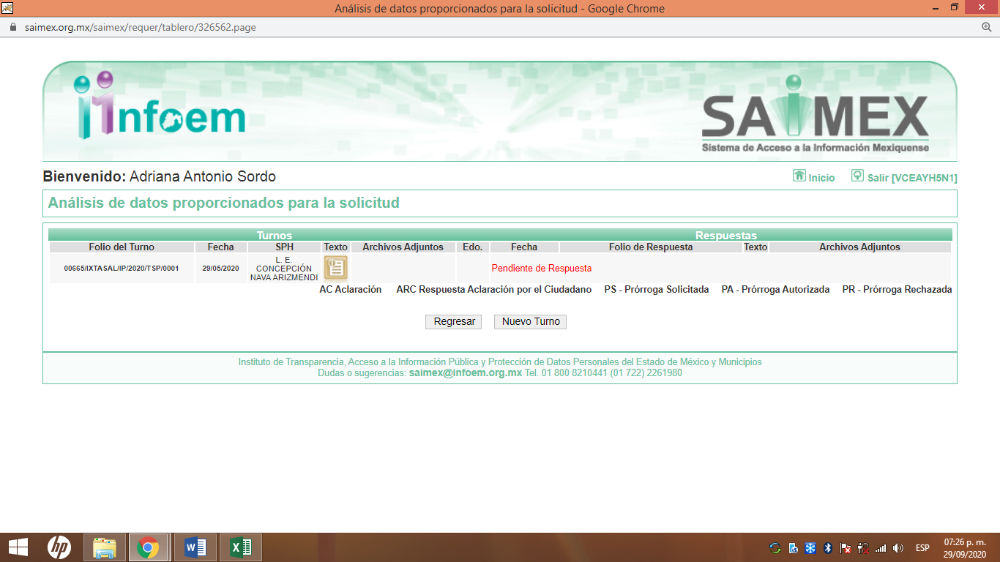 Análisis de datos proporcionados para la solicitud - Google Chrome
saimex.org.mx/saimex/requer/tablero/326562.page
infoem
SAIMEX
Sistema de Acceso a la Información Mexiquense
Bienvenido: Adriana Antonio Sordo
Inicio Salir [VCEAYH5N1]
Análisis de datos proporcionados para la solicitud
Turnos Respuestas
Folio del Turno Fecha SPH Texto Archivos Adjuntos Edo. Fecha Folio de Respuesta Texto Archivos Adjuntos
00665/IXTASAL/IP/2020/TSP/0001 29/05/2020 L. E. CONCEPCIÓN NAVA ARIZMENDI Pendiente de Respuesta
AC Aclaración ARC Respuesta Aclaración por el Ciudadano PS - Prórroga Solicitada PA - Prórroga Autorizada PR - Prórroga Rechazada
Regresar Nuevo Turno
Instituto de Transparencia, Acceso a la Información Pública y Protección de Datos Personales del Estado de México y Municipios
Dudas o sugerencias: saimex@infoem.org.mx Tel. 01 800 8210441 (01 722) 2261980
hp
ESP
07:26 p. m.
29/09/2020